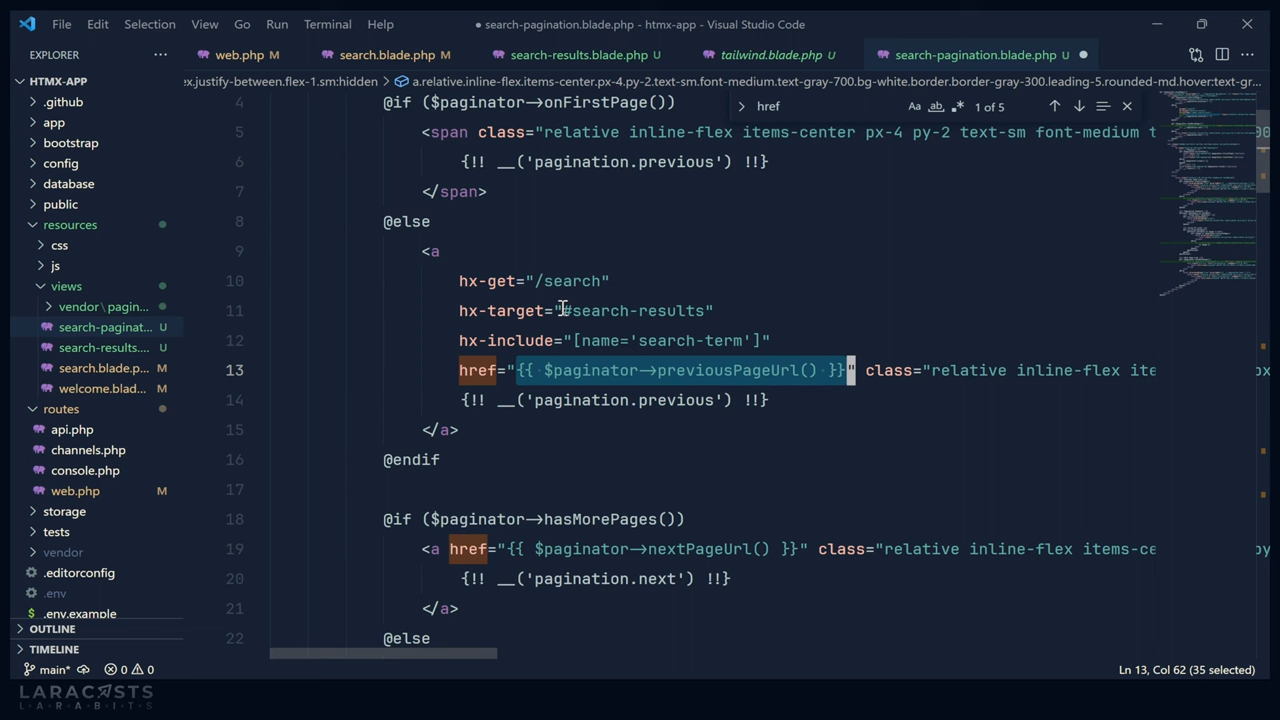 File Edit Selection View Go Run Terminal Help
● search-pagination.blade.php - htmx-app - Visual Studio Code
EXPLORER ...
web.php M
search.blade.php M
search-results.blade.php U
tailwind.blade.php U
search-pagination.blade.php U ●
HTMX-APP
.github
app
bootstrap
config
database
public
resources
css
js
views
vendor\pagin...
search-paginat... U
search-results.... U
search.blade.p... M
welcome.blad... M
routes
api.php
channels.php
console.php
web.php M
storage
tests
vendor
.editorconfig
.env
.env.example
OUTLINE
TIMELINE
ex.justify-between.flex-1.sm:hidden > a.relative.inline-flex.items-center.px-4.py-2.text-sm.font-medium.text-gray-700.bg-white.border.border-gray-300.leading-5.rounded-md.hover:text-gr...
href Aa ab .* 1 of 5
4 @if ($paginator->onFirstPage())
5 <span class="relative inline-flex items-center px-4 py-2 text-sm font-medium t
6 {!! __('pagination.previous') !!}
7 </span>
8 @else
9 <a
10 hx-get="/search"
11 hx-target="#search-results"
12 hx-include="[name='search-term']"
13 href="{{ $paginator->previousPageUrl() }}" class="relative inline-flex ite
14 {!! __('pagination.previous') !!}
15 </a>
16 @endif
17
18 @if ($paginator->hasMorePages())
19 <a href="{{ $paginator->nextPageUrl() }}" class="relative inline-flex items-ce
20 {!! __('pagination.next') !!}
21 </a>
22 @else
main* 0 0
Ln 13, Col 62 (35 selected)
LARACASTS
LARABITS